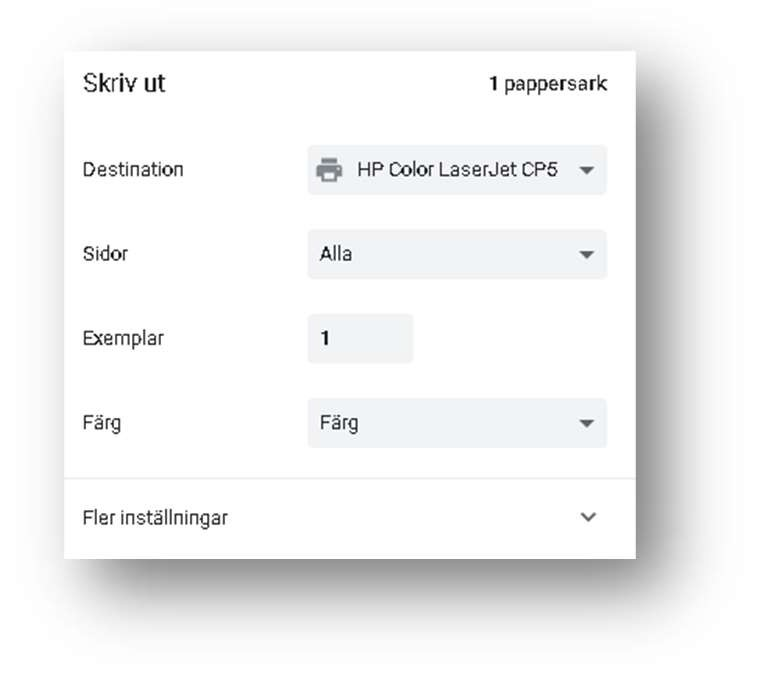 Skriv ut 1 pappersark
Destination HP Color LaserJet CP5
Sidor Alla
Exemplar 1
Färg Färg
Fler inställningar